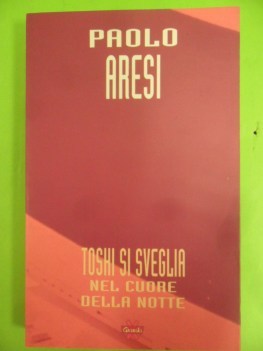 PAOLO
ARESI
TOSHI SI SVEGLIA
NEL CUORE
DELLA NOTTE